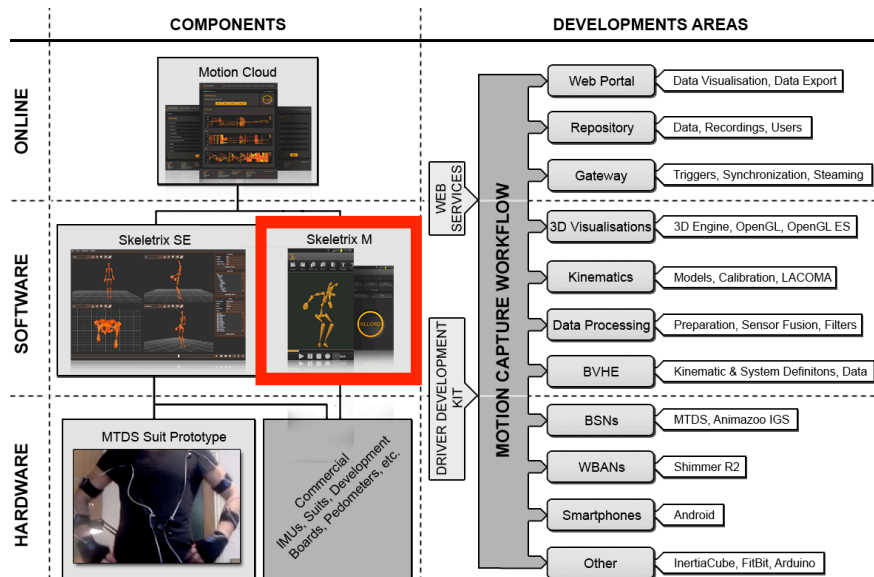 COMPONENTS
DEVELOPMENTS AREAS
ONLINE
Motion Cloud
SOFTWARE
Skeletrix SE
Skeletrix M
RECORD
HARDWARE
MTDS Suit Prototype
Commercial
IMUs, Suits, Development
Boards, Pedometers, etc.
WEB
SERVICES
DRIVER DEVELOPMENT
KIT
MOTION CAPTURE WORKFLOW
Web Portal
Data Visualisation, Data Export
Repository
Data, Recordings, Users
Gateway
Triggers, Synchronization, Steaming
3D Visualisations
3D Engine, OpenGL, OpenGL ES
Kinematics
Models, Calibration, LACOMA
Data Processing
Preparation, Sensor Fusion, Filters
BVHE
Kinematic & System Definitons, Data
BSNs
MTDS, Animazoo IGS
WBANs
Shimmer R2
Smartphones
Android
Other
InertiaCube, FitBit, Arduino